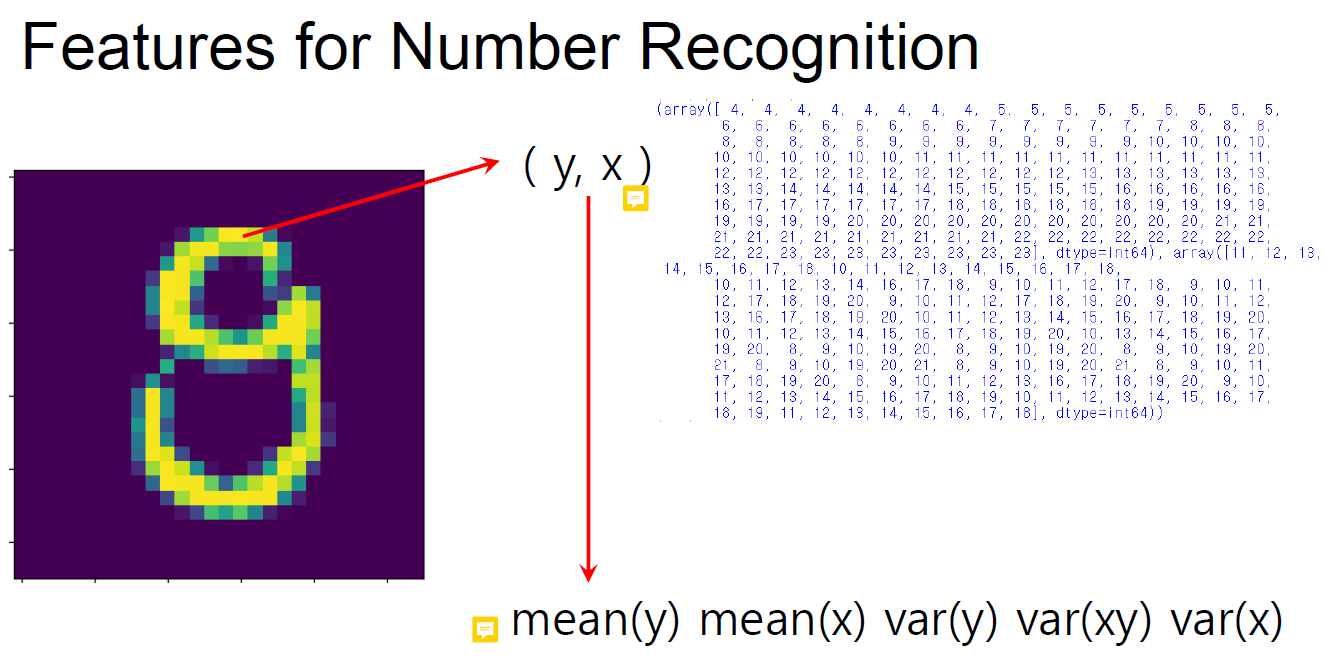 Features for Number Recognition
(array([ 4, 4, 4, 4, 4, 4, 4, 4, 5, 5, 5, 5, 5, 5, 5, 5, 5,
6, 6, 6, 6, 6, 6, 6, 6, 7, 7, 7, 7, 7, 7, 8, 8, 8,
8, 8, 8, 8, 8, 9, 9, 9, 9, 9, 9, 9, 9, 10, 10, 10, 10,
10, 10, 10, 10, 10, 10, 11, 11, 11, 11, 11, 11, 11, 11, 11, 11, 11,
12, 12, 12, 12, 12, 12, 12, 12, 12, 12, 12, 13, 13, 13, 13, 13, 13,
13, 13, 14, 14, 14, 14, 14, 15, 15, 15, 15, 15, 16, 16, 16, 16, 16,
16, 17, 17, 17, 17, 17, 17, 18, 18, 18, 18, 18, 18, 19, 19, 19, 19,
19, 19, 19, 19, 20, 20, 20, 20, 20, 20, 20, 20, 20, 20, 20, 21, 21,
21, 21, 21, 21, 21, 21, 21, 21, 21, 22, 22, 22, 22, 22, 22, 22, 22,
22, 22, 23, 23, 23, 23, 23, 23, 23, 23], dtype=int64), array([11, 12, 13,
14, 15, 16, 17, 18, 10, 11, 12, 13, 14, 15, 16, 17, 18,
10, 11, 12, 13, 14, 16, 17, 18, 9, 10, 11, 12, 17, 18, 9, 10, 11,
12, 17, 18, 19, 20, 9, 10, 11, 12, 17, 18, 19, 20, 9, 10, 11, 12,
13, 16, 17, 18, 19, 20, 10, 11, 12, 13, 14, 15, 16, 17, 18, 19, 20,
10, 11, 12, 13, 14, 15, 16, 17, 18, 19, 20, 10, 13, 14, 15, 16, 17,
19, 20, 8, 9, 10, 19, 20, 8, 9, 10, 19, 20, 8, 9, 10, 19, 20,
21, 8, 9, 10, 19, 20, 21, 8, 9, 10, 19, 20, 21, 8, 9, 10, 11,
17, 18, 19, 20, 8, 9, 10, 11, 12, 13, 16, 17, 18, 19, 20, 9, 10,
11, 12, 13, 14, 15, 16, 17, 18, 19, 10, 11, 12, 13, 14, 15, 16, 17,
18, 19, 11, 12, 13, 14, 15, 16, 17, 18], dtype=int64))
( y, x )
mean(y) mean(x) var(y) var(xy) var(x)